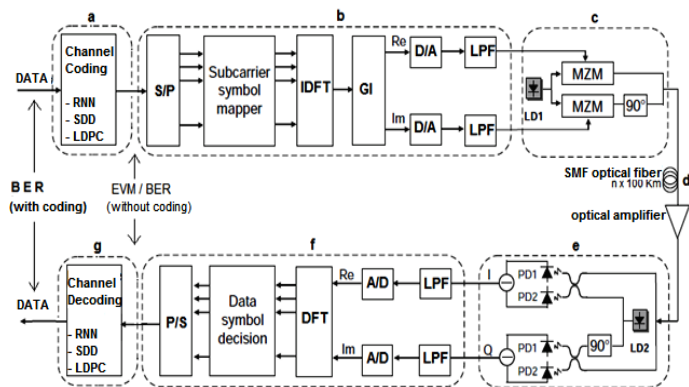 a
b
c
Channel
Coding
- RNN
- SDD
- LDPC
DATA
S/P
Subcarrier
symbol
mapper
IDFT
GI
Re
D/A
LPF
Im
D/A
LPF
MZM
MZM
90°
LD1
BER
(with coding)
EVM / BER
(without coding)
SMF optical fiber
n x 100 Km
d
optical amplifier
g
f
e
Channel
Decoding
- RNN
- SDD
- LDPC
DATA
P/S
Data
symbol
decision
DFT
Re
A/D
LPF
I
PD1
PD2
Im
A/D
LPF
Q
PD1
PD2
90°
LD2